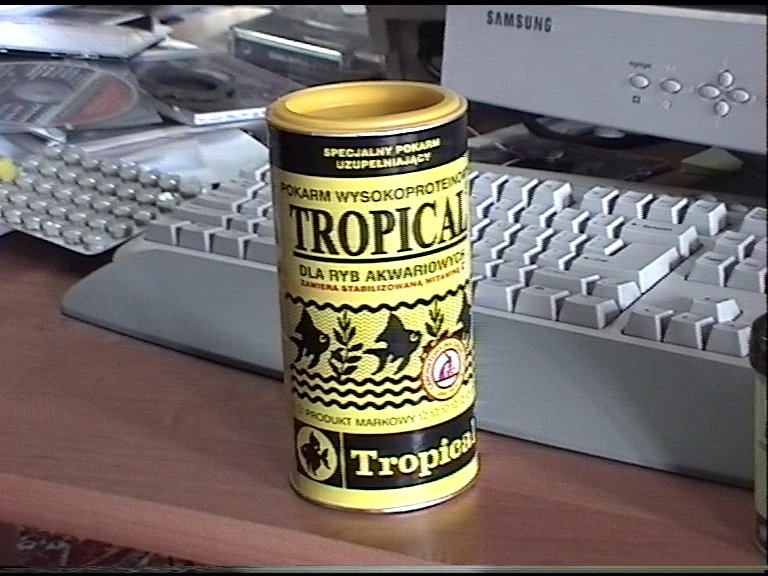 SAMSUNG
SPECJALNY POKARM
UZUPEŁNIAJĄCY
POKARM WYSOKOPROTEINOWY
TROPICAL
DLA RYB AKWARIOWYCH
ZAWIERA STABILIZOWANĄ WITAMINĘ C
PRODUKT MARKOWY
Tropical